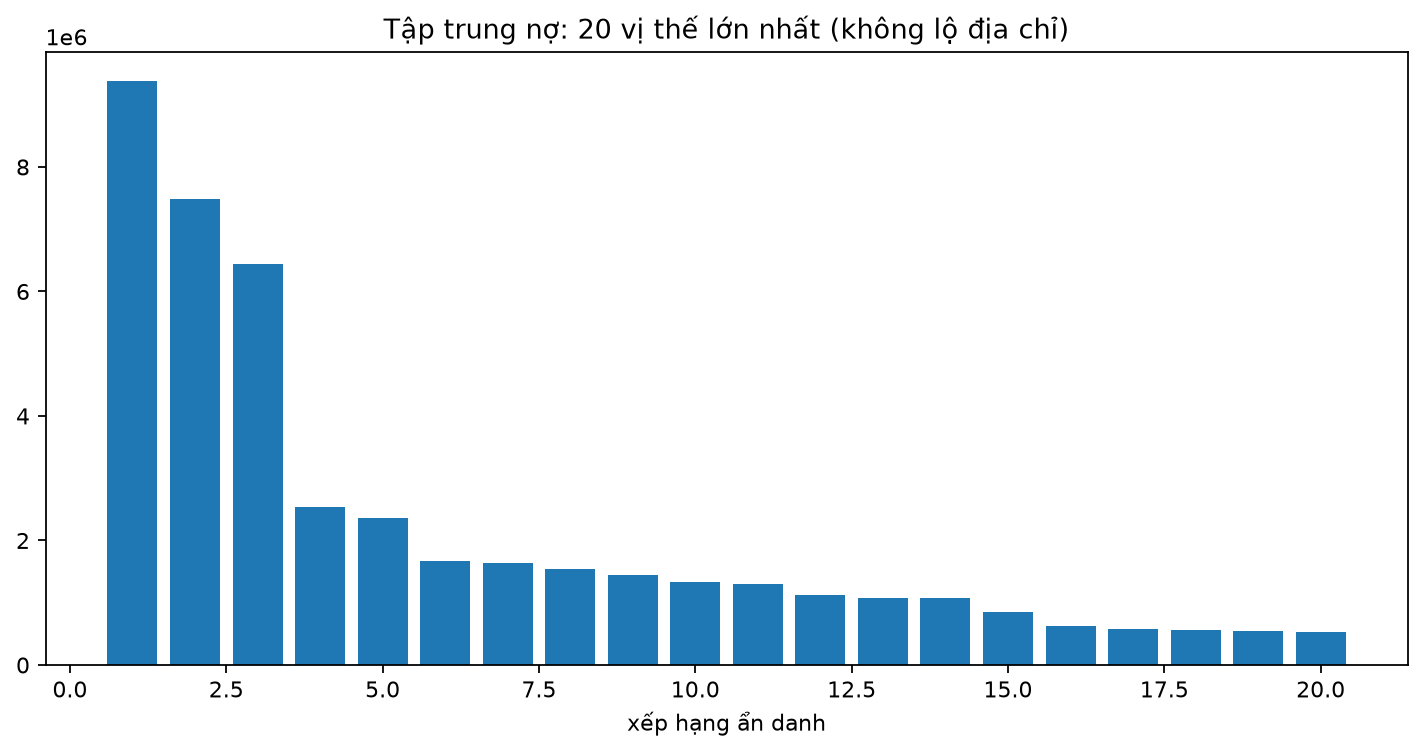 Tập trung nợ: 20 vị thế lớn nhất (không lộ địa chỉ)
1e6
8
6
4
2
0
0.0 2.5 5.0 7.5 10.0 12.5 15.0 17.5 20.0
xếp hạng ẩn danh